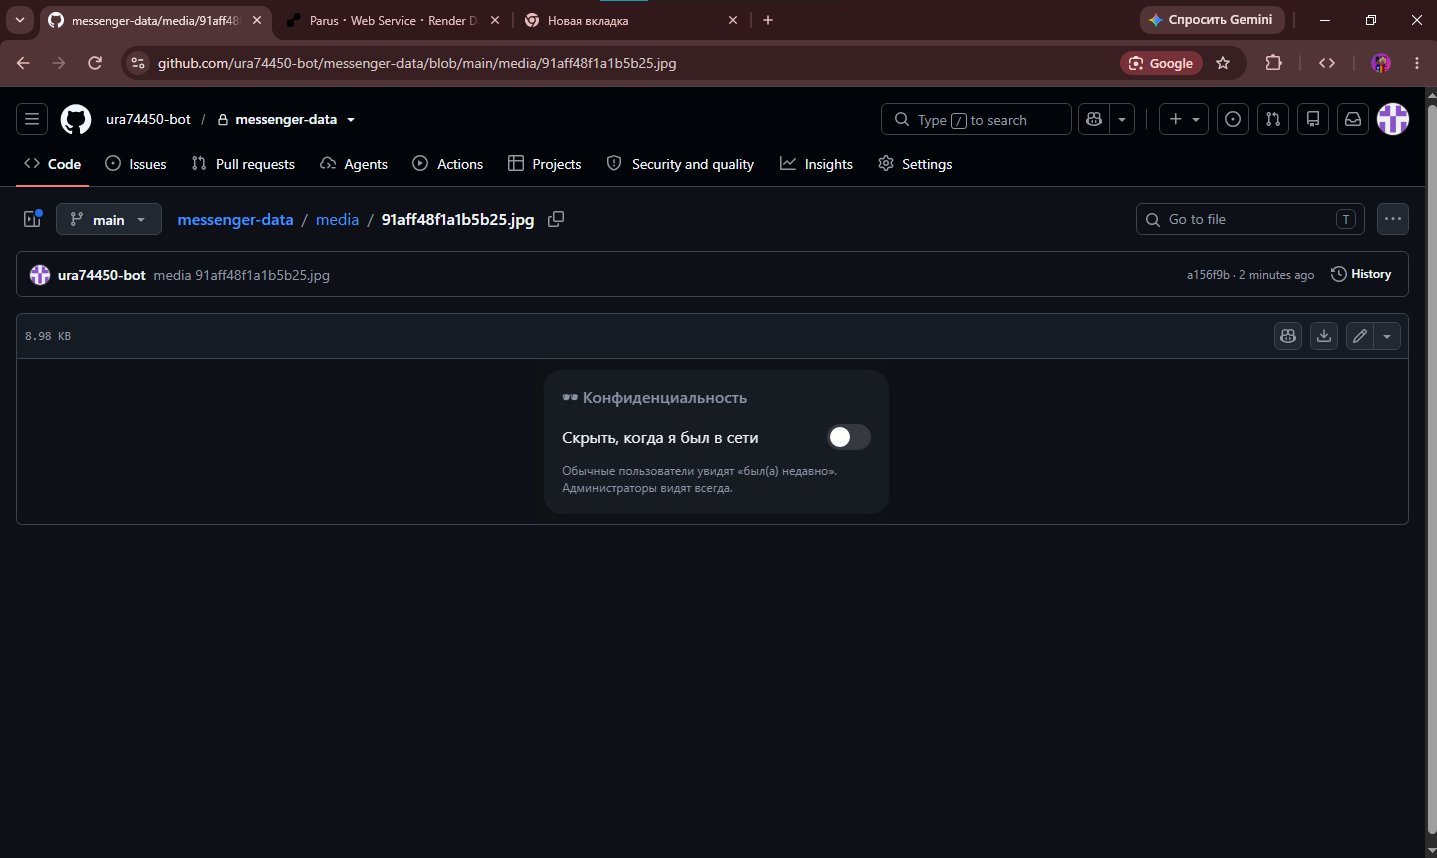 messenger-data/media/91aff48
Parus · Web Service · Render D
Новая вкладка
Спросить Gemini
github.com/ura74450-bot/messenger-data/blob/main/media/91aff48f1a1b5b25.jpg
Google
ura74450-bot / messenger-data
Type / to search
Code
Issues
Pull requests
Agents
Actions
Projects
Security and quality
Insights
Settings
main
messenger-data / media / 91aff48f1a1b5b25.jpg
Go to file
T
ura74450-bot media 91aff48f1a1b5b25.jpg
a156f9b · 2 minutes ago
History
8.98 KB
Конфиденциальность
Скрыть, когда я был в сети
Обычные пользователи увидят «был(а) недавно».
Администраторы видят всегда.